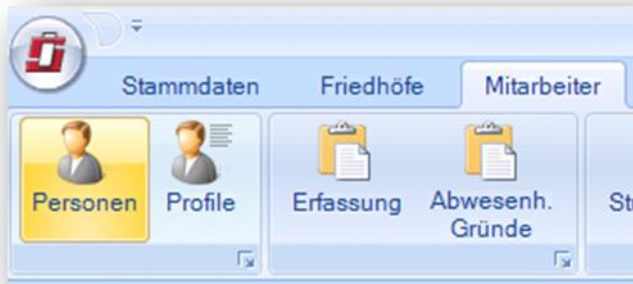 Stammdaten Friedhöfe Mitarbeiter
Personen Profile Erfassung Abwesenh.
Gründe